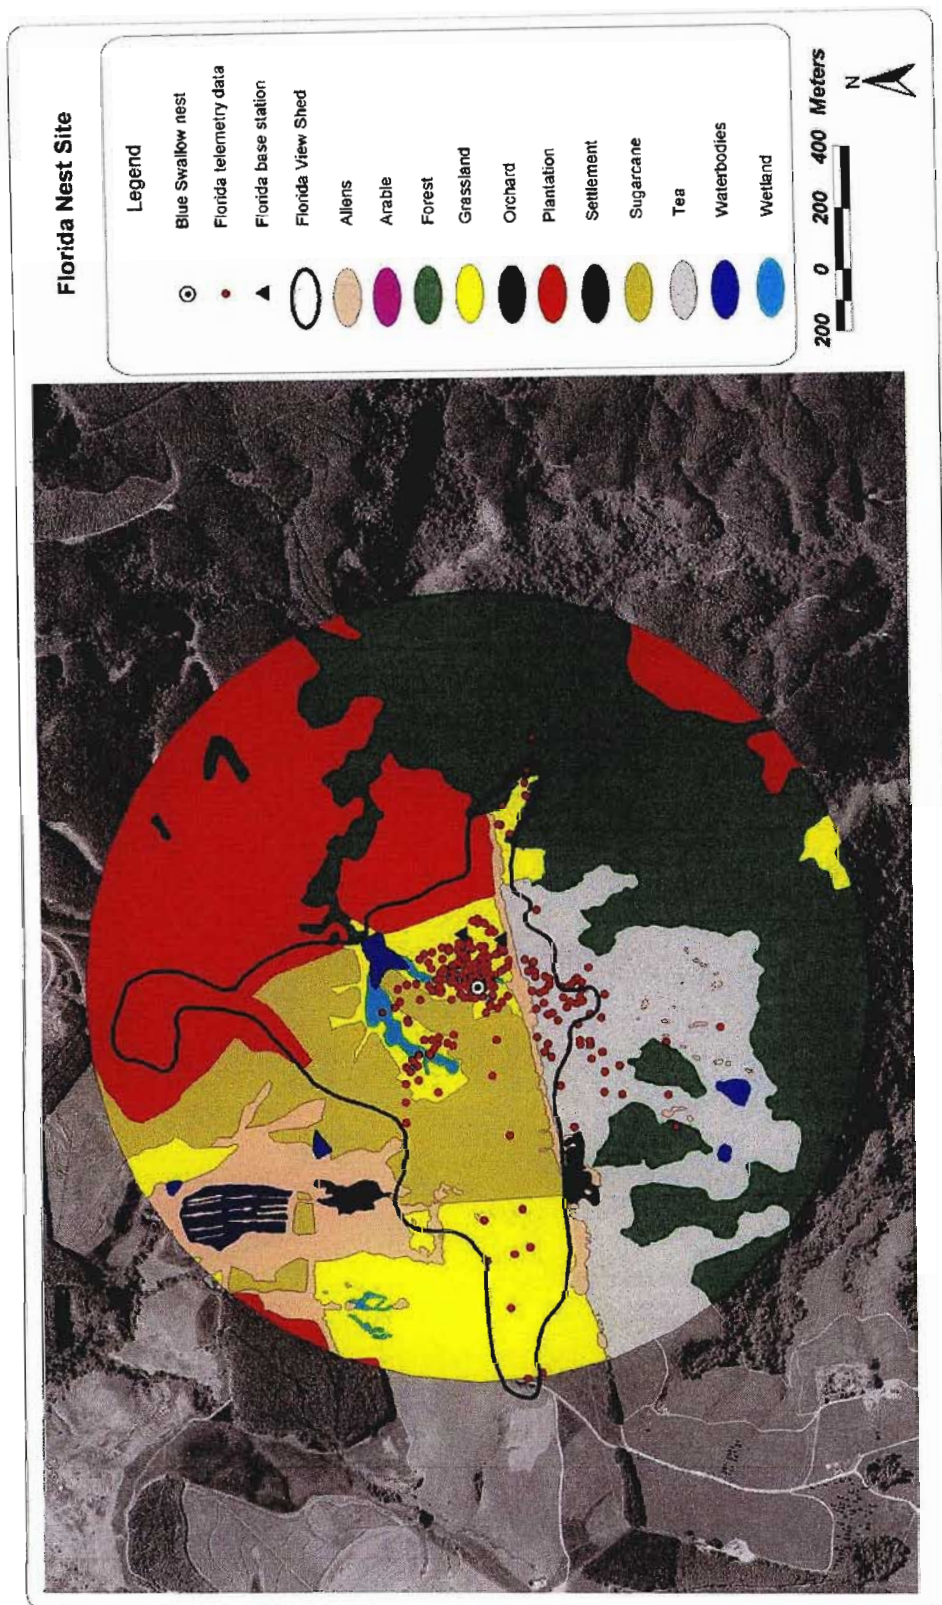 Florida Nest Site
Legend
Blue Swallow nest
Florida telemetry data
Florida base station
Florida View Shed
Aliens
Arable
Forest
Grassland
Orchard
Plantation
Settlement
Sugarcane
Tea
Waterbodies
Wetland
200 0 200 400 Meters
N